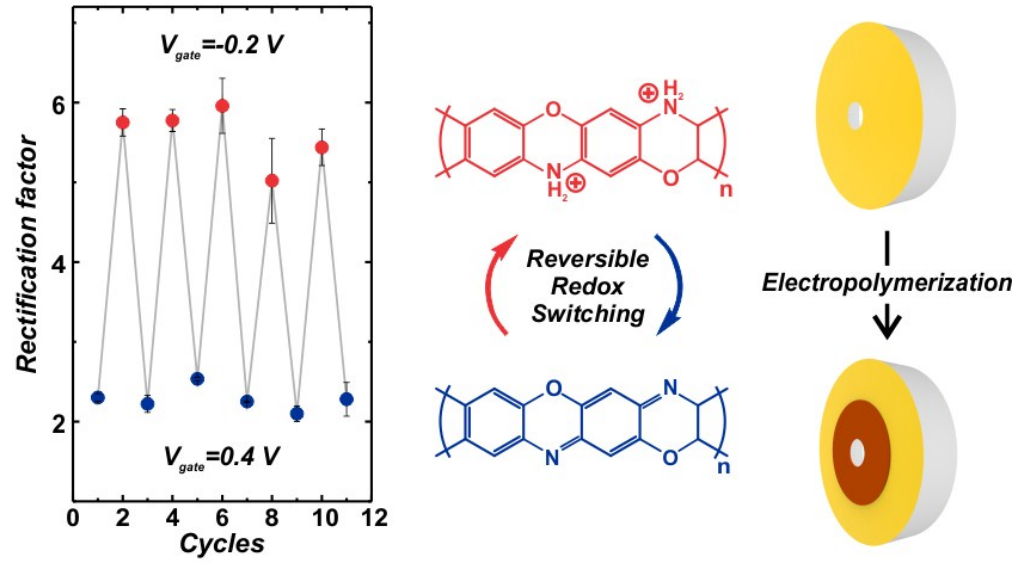 V_gate=-0.2 V
6
4
2
V_gate=0.4 V
0 2 4 6 8 10 12
Rectification factor
Cycles
H₂
⊕ N
O
N
H₂ ⊕
O
n
Reversible
Redox
Switching
O
N
N
O
n
Electropolymerization